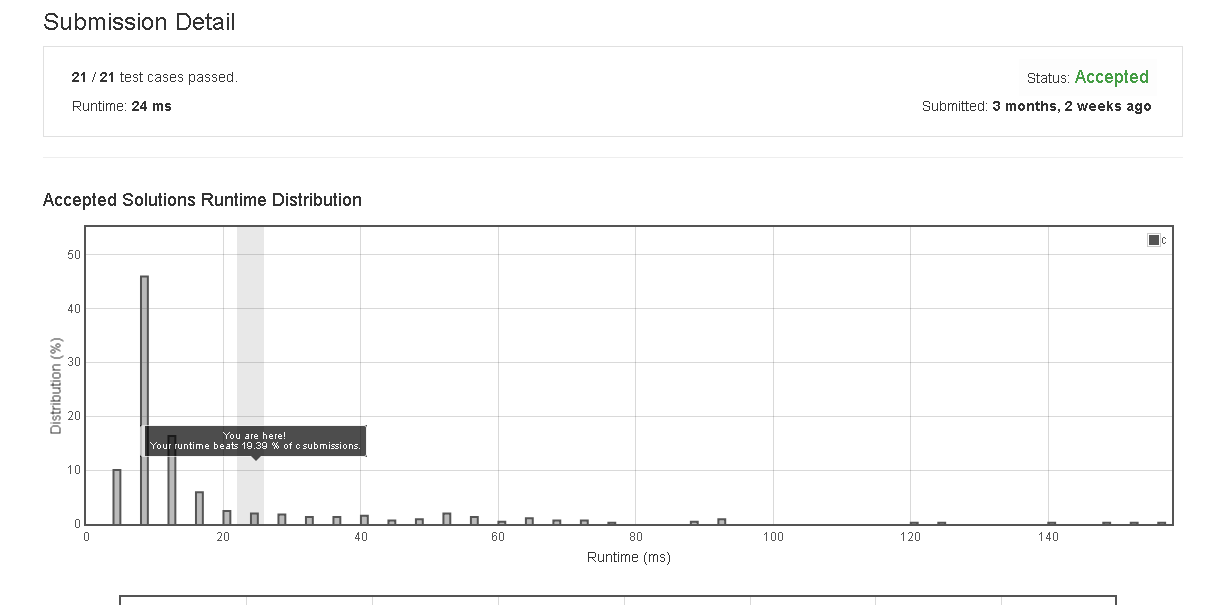 Submission Detail
21 / 21 test cases passed.
Status: Accepted
Runtime: 24 ms
Submitted: 3 months, 2 weeks ago
Accepted Solutions Runtime Distribution
c
50
40
30
20
10
0
Distribution (%)
You are here!
Your runtime beats 19.39 % of c submissions.
0 20 40 60 80 100 120 140
Runtime (ms)